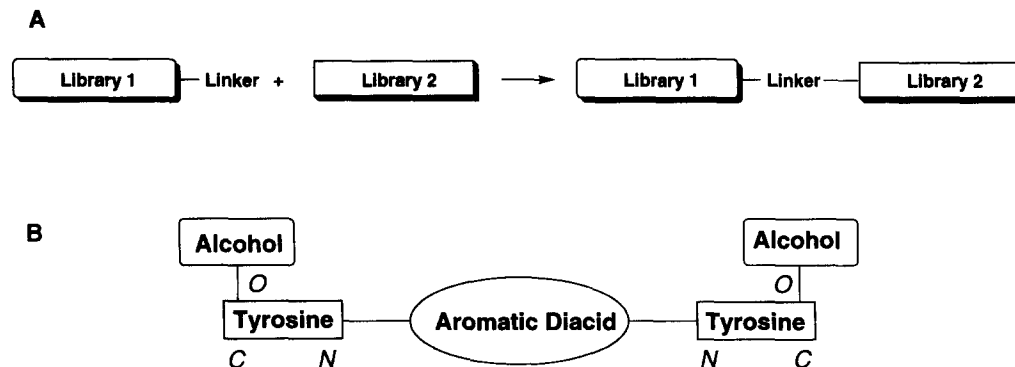 A
Library 1 Linker + Library 2 Library 1 Linker Library 2
B
Alcohol Alcohol
O O
Tyrosine Aromatic Diacid Tyrosine
C N N C